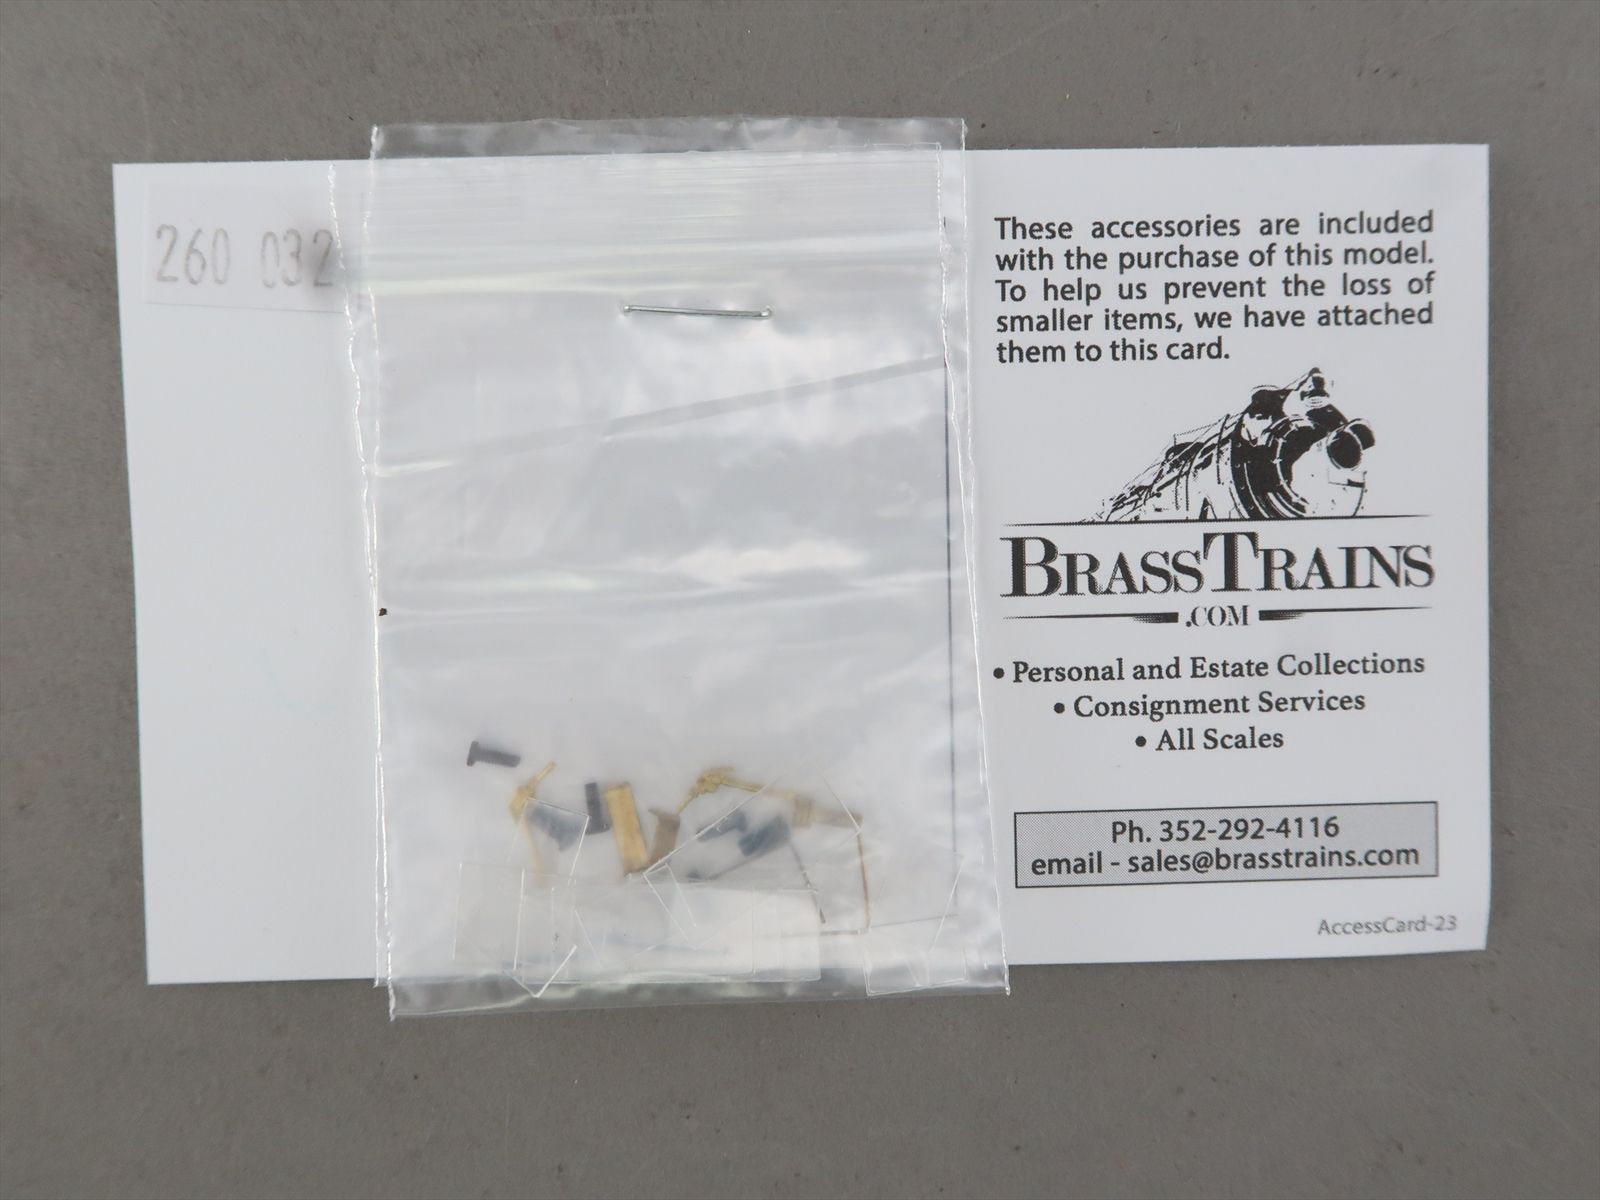 260 032
These accessories are included
with the purchase of this model.
To help us prevent the loss of
smaller items, we have attached
them to this card.
BRASSTRAINS
.COM
• Personal and Estate Collections
• Consignment Services
• All Scales
Ph. 352-292-4116
email - sales@brasstrains.com
AccessCard-23